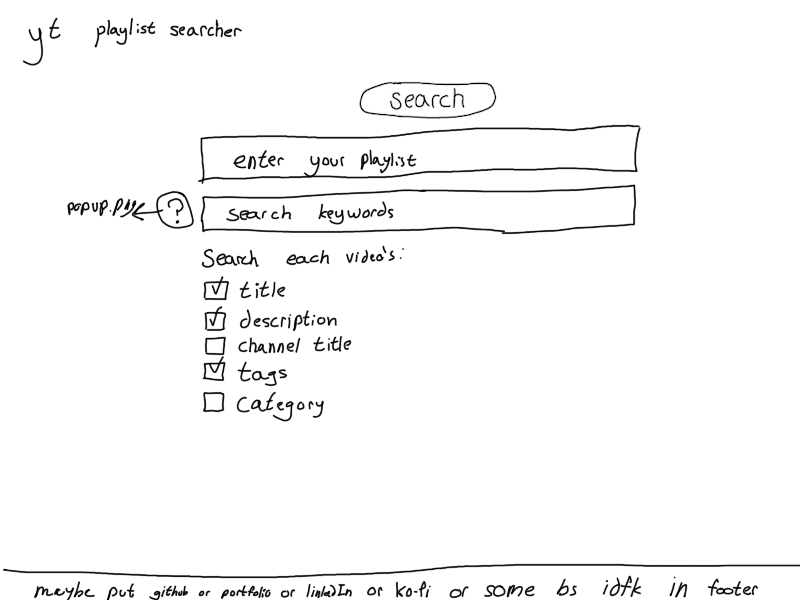 yt playlist searcher
search
enter your playlist
popup.png ?
search keywords
Search each video's:
title
description
channel title
tags
category
maybe put github or portfolio or linkedIn or ko-fi or some bs idfk in footer